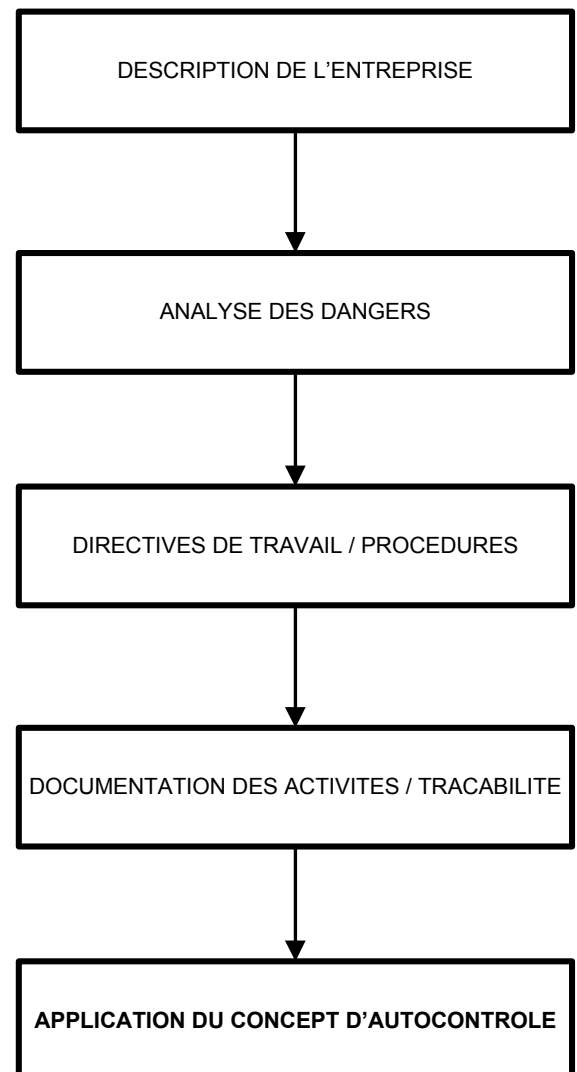 DESCRIPTION DE L’ENTREPRISE
ANALYSE DES DANGERS
DIRECTIVES DE TRAVAIL / PROCEDURES
DOCUMENTATION DES ACTIVITES / TRACABILITE
APPLICATION DU CONCEPT D’AUTOCONTROLE